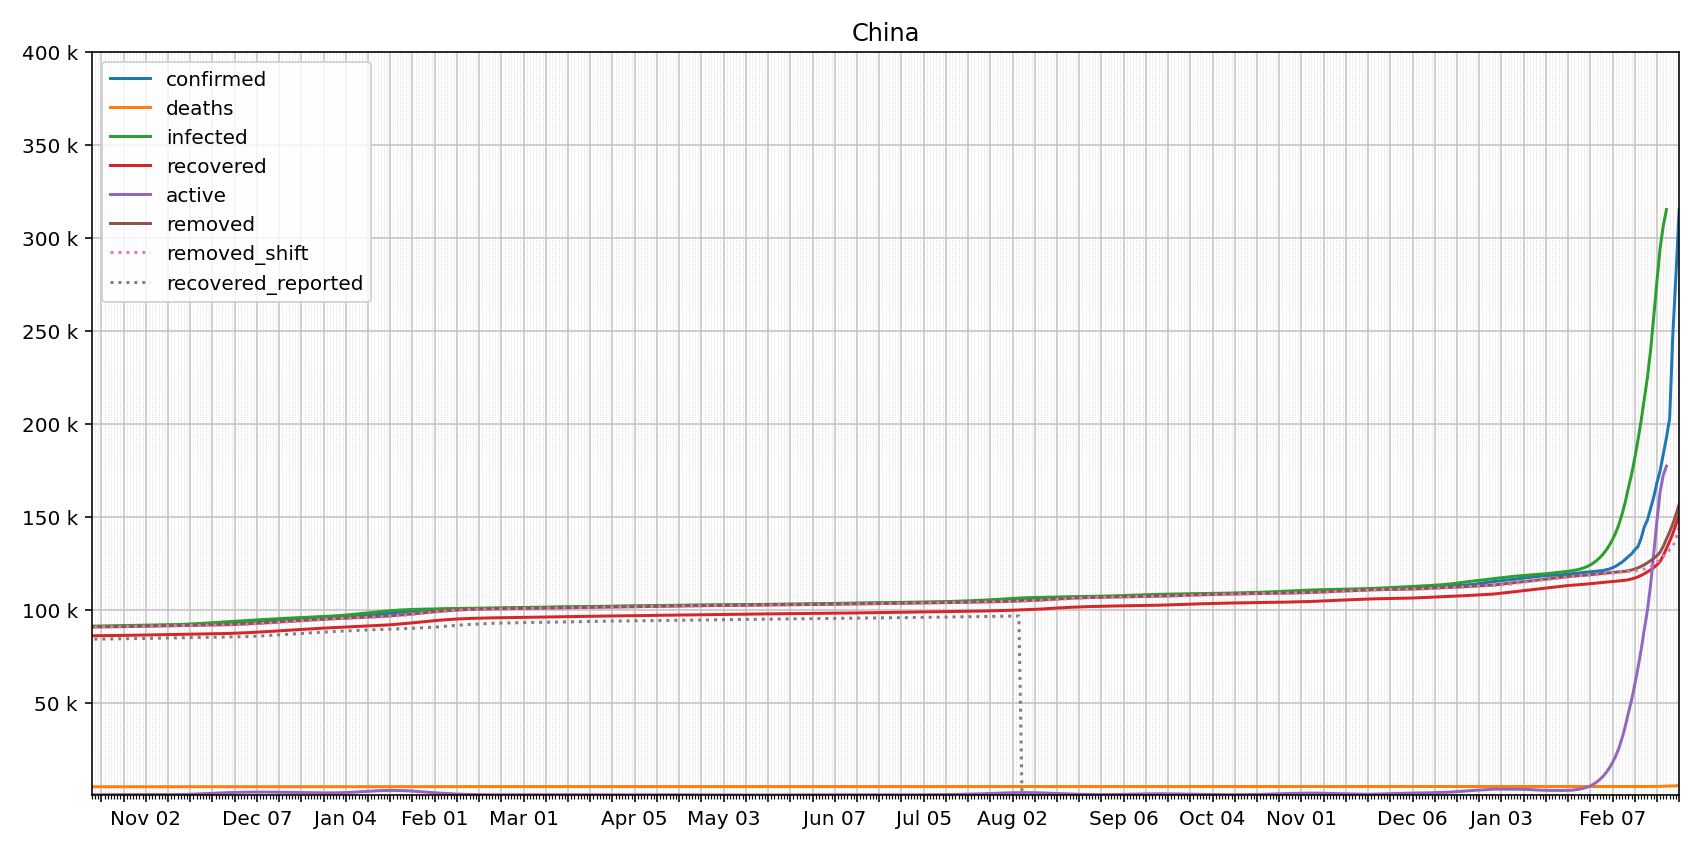 China
400 k
350 k
300 k
250 k
200 k
150 k
100 k
50 k
confirmed
deaths
infected
recovered
active
removed
removed_shift
recovered_reported
Nov 02 Dec 07 Jan 04 Feb 01 Mar 01 Apr 05 May 03 Jun 07 Jul 05 Aug 02 Sep 06 Oct 04 Nov 01 Dec 06 Jan 03 Feb 07